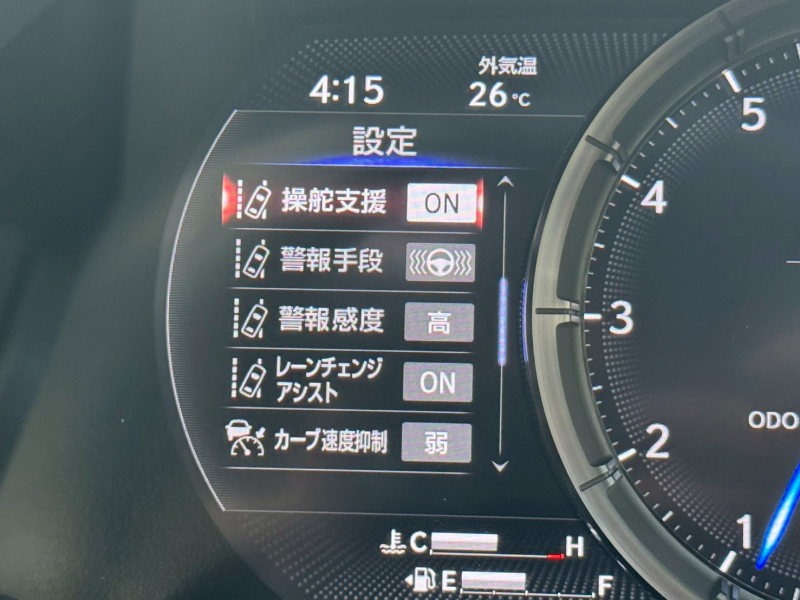 外気温
4:15
26℃
設定
操舵支援 ON
警報手段
警報感度 高
レーンチェンジ
アシスト ON
カーブ速度抑制 弱
5
4
3
2
1
ODO
C H
E F